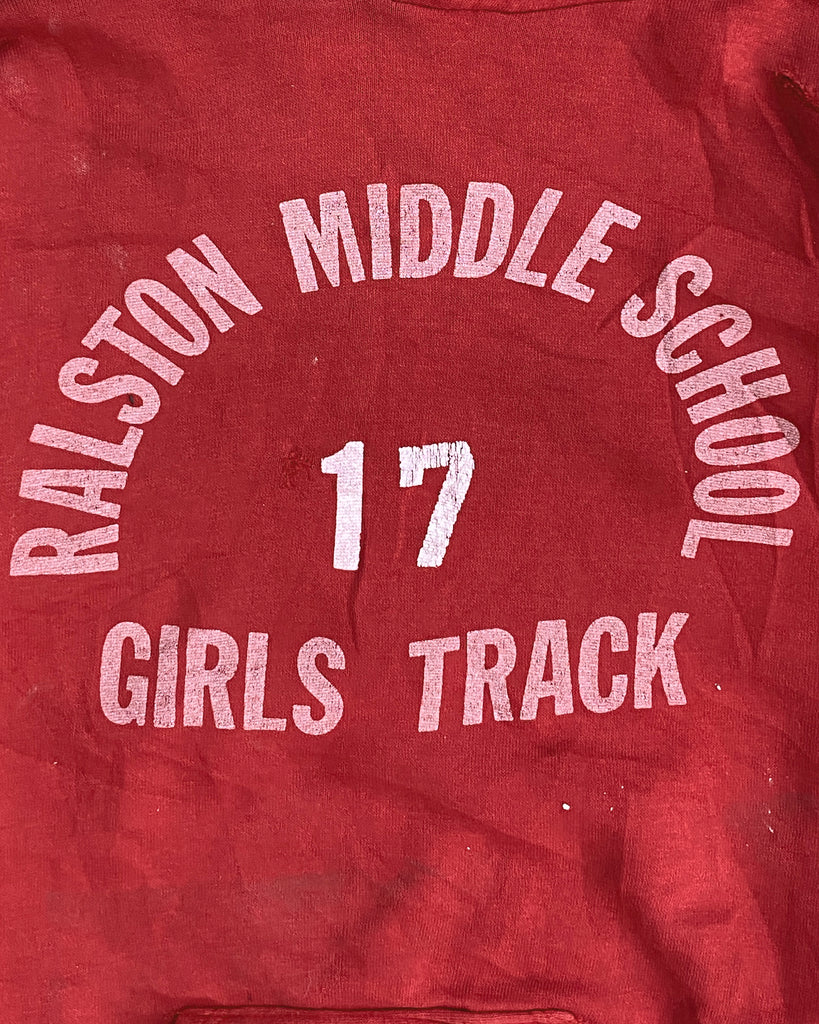 RALSTON MIDDLE SCHOOL
17
GIRLS TRACK